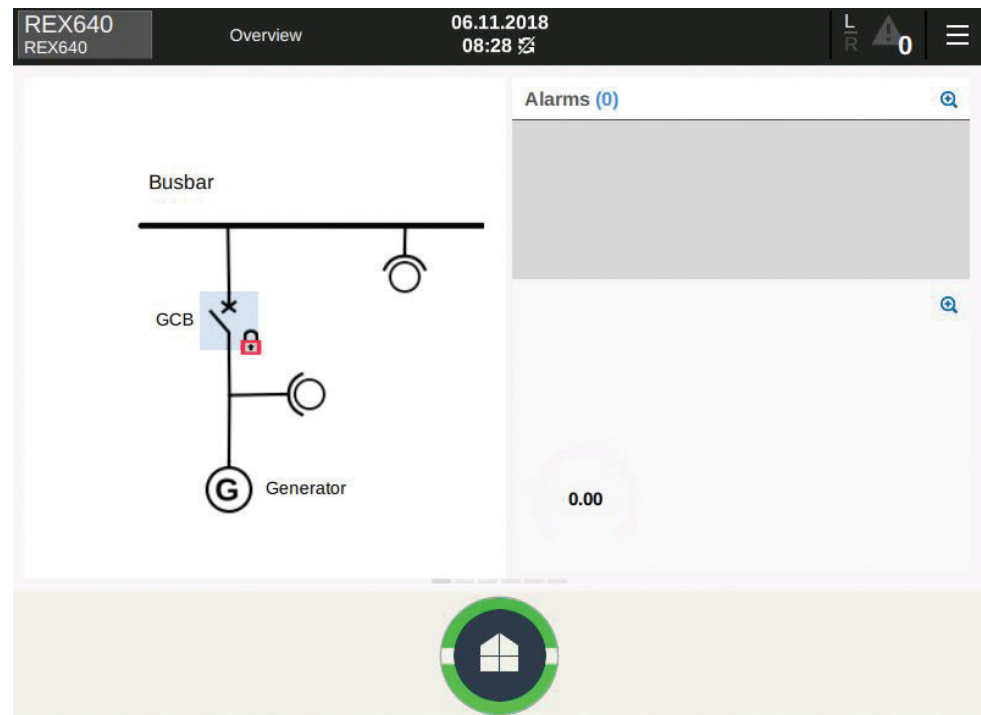 REX640
REX640
Overview
06.11.2018
08:28
L
R
0
Alarms (0)
Busbar
GCB
G
Generator
0.00